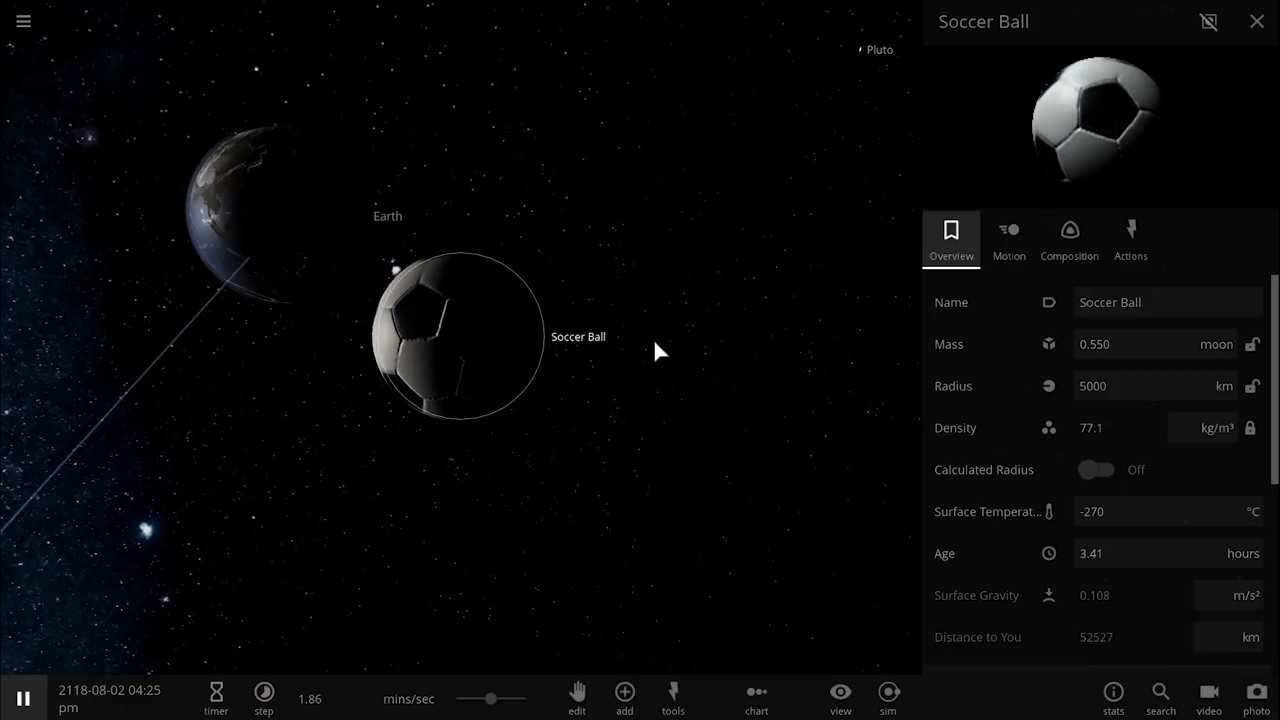 Soccer Ball
Pluto
Earth
Soccer Ball
Overview
Motion
Composition
Actions
Name Soccer Ball
Mass 0.550 moon
Radius 5000 km
Density 77.1 kg/m³
Calculated Radius Off
Surface Temperat... -270 °C
Age 3.41 hours
Surface Gravity 0.108 m/s²
Distance to You 52527 km
2118-08-02 04:25
pm
timer
step
1.86 mins/sec
edit
add
tools
chart
view
sim
stats
search
video
photo